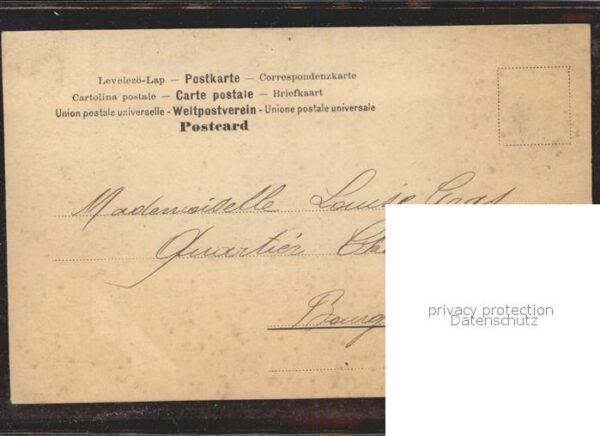 Levelező-Lap — Postkarte — Correspondenzkarte
Cartolina postale — Carte postale — Briefkaart
Union postale universelle - Weltpostverein - Unione postale universale
Postcard
Mademoiselle Louise
Quartier
privacy protection
Datenschutz